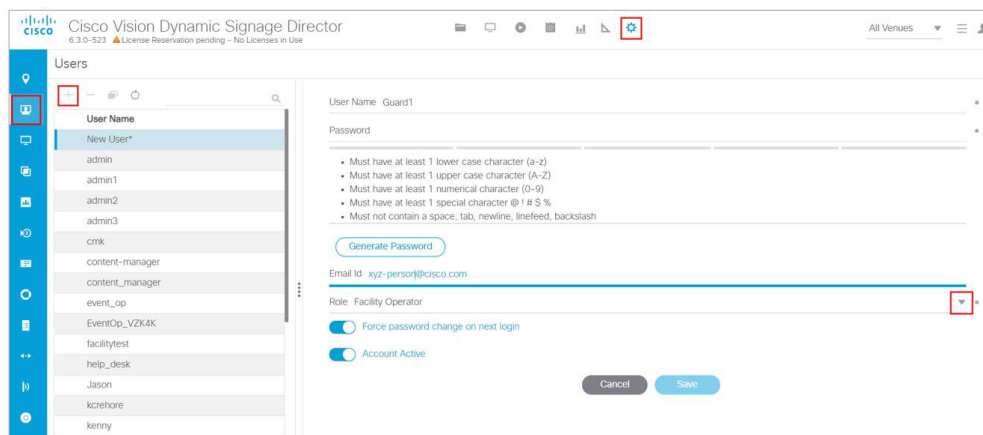 CISCO
Cisco Vision Dynamic Signage Director
6.3.0-523 License Reservation pending - No Licenses in Use
All Venues
Users
User Name
New User*
admin
admin1
admin2
admin3
cmk
content-manager
content_manager
event_op
EventOp_VZK4K
facilitytest
help_desk
Jason
kcrehore
kenny
User Name Guard1
Password
• Must have at least 1 lower case character (a-z)
• Must have at least 1 upper case character (A-Z)
• Must have at least 1 numerical character (0-9)
• Must have at least 1 special character @ ! # $ %
• Must not contain a space, tab, newline, linefeed, backslash
Generate Password
Email Id xyz-person@cisco.com
Role Facility Operator
Force password change on next login
Account Active
Cancel
Save